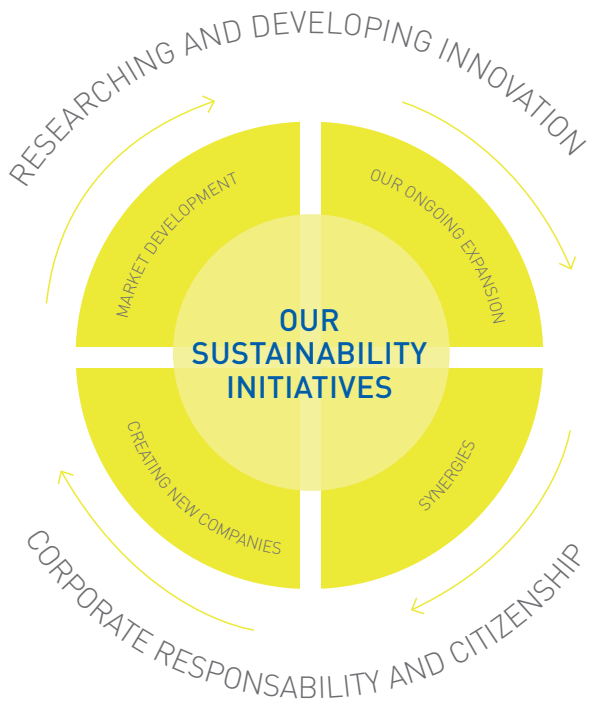 RESEARCHING AND DEVELOPING INNOVATION
MARKET DEVELOPMENT
OUR ONGOING EXPANSION
OUR
SUSTAINABILITY
INITIATIVES
CREATING NEW COMPANIES
SYNERGIES
CORPORATE RESPONSABILITY AND CITIZENSHIP